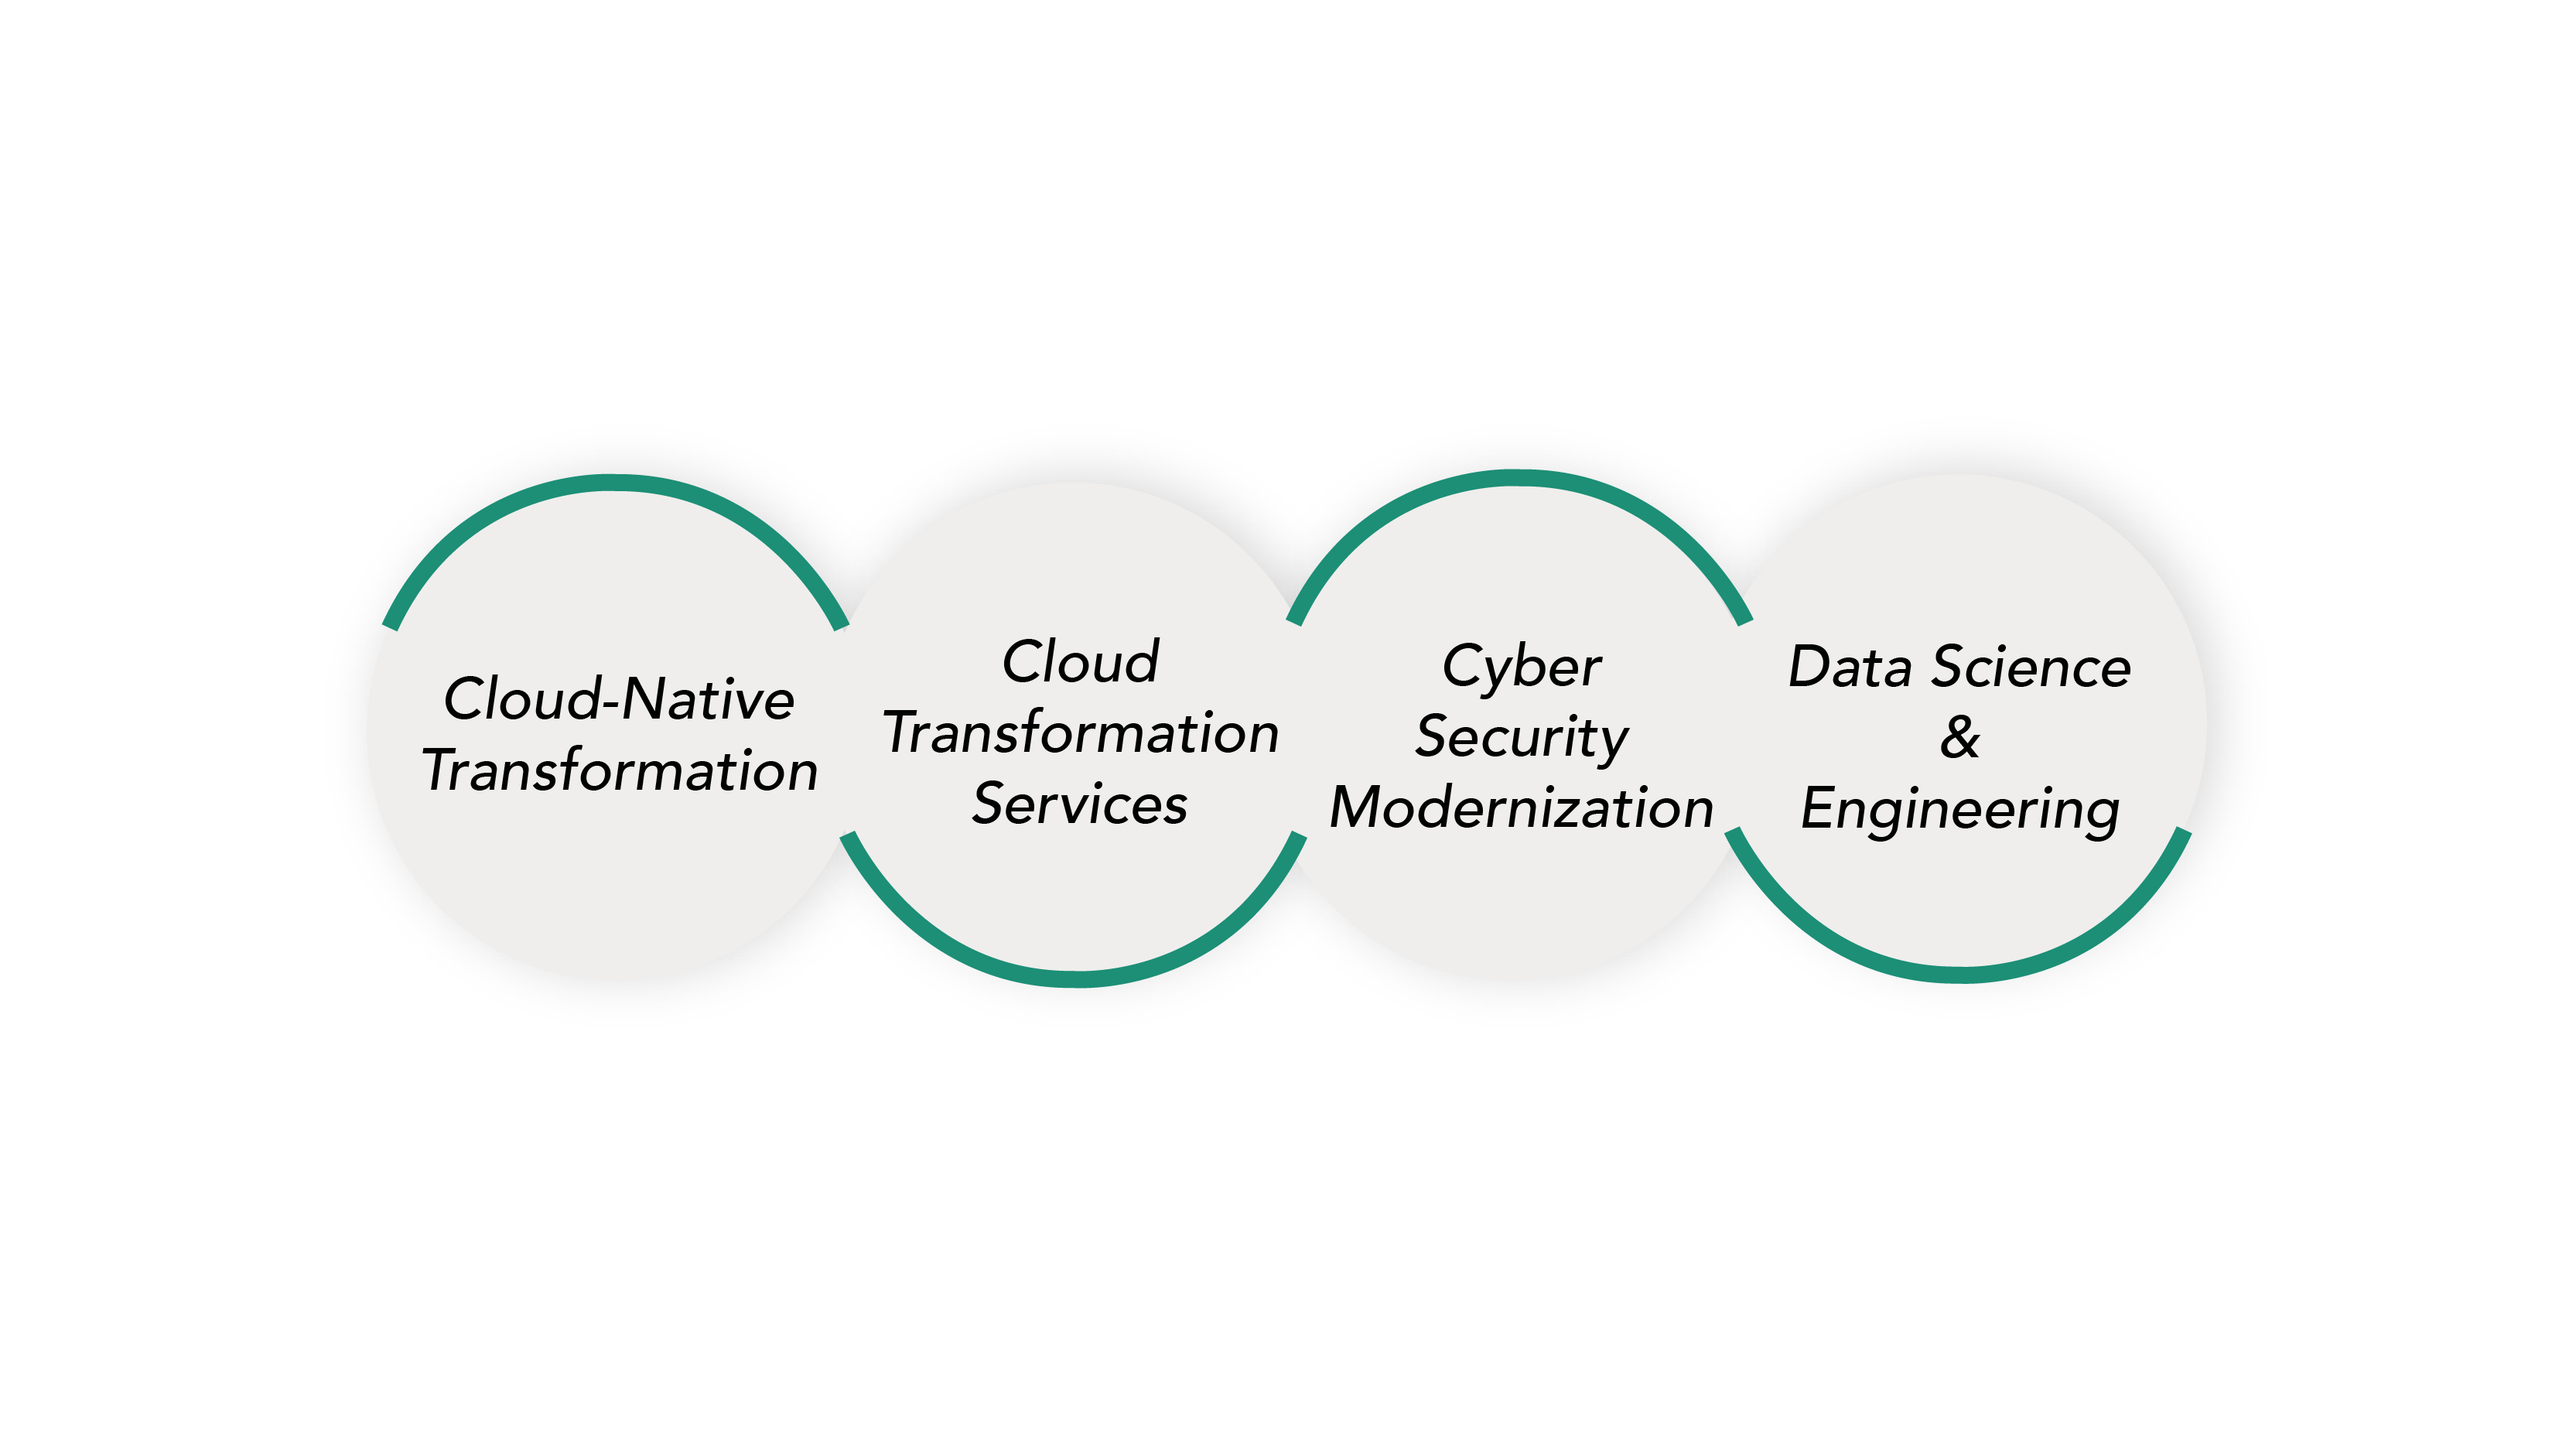 Cloud-Native
Transformation
Cloud
Transformation
Services
Cyber
Security
Modernization
Data Science
&
Engineering